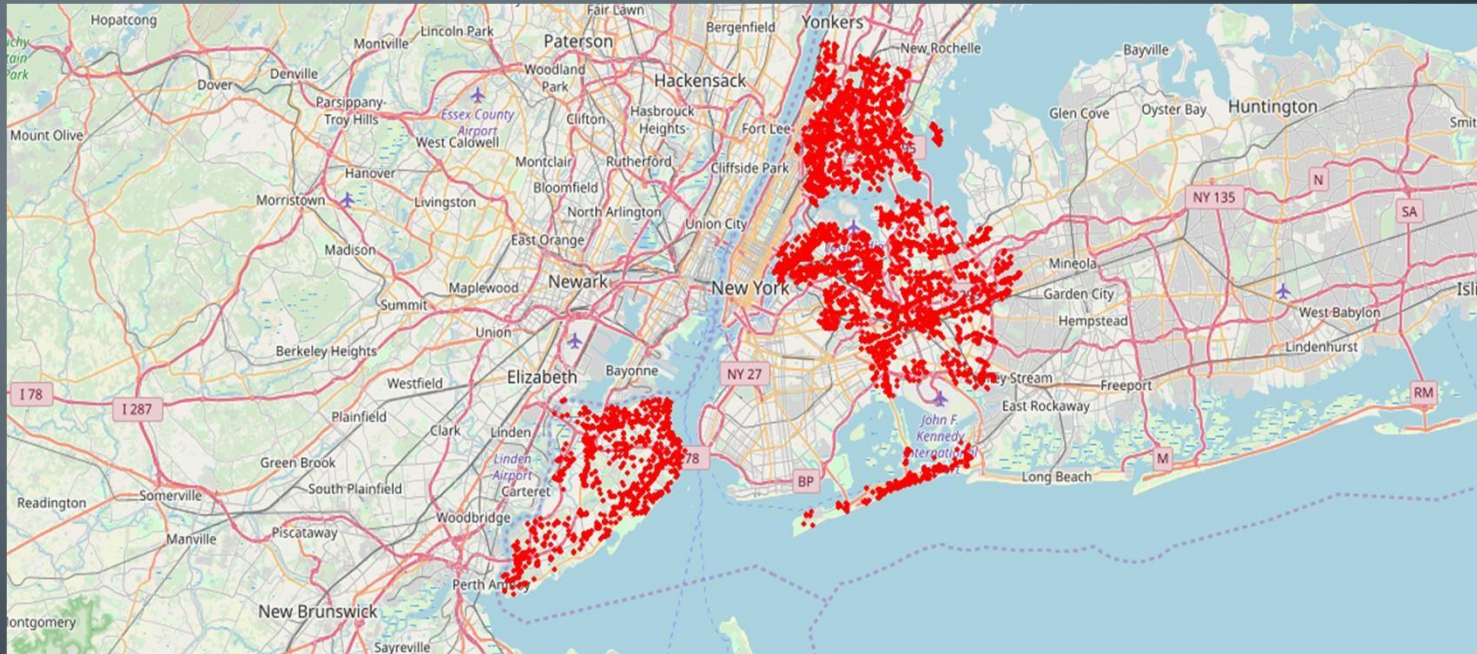 Hopatcong
Lincoln Park
Fair Lawn
Bergenfield
Yonkers
Montville
Paterson
New Rochelle
Bayville
Denville
Woodland
Park
Hackensack
Dover
Parsippany-
Troy Hills
Essex County
Airport
Clifton
Hasbrouck
Heights
Glen Cove
Oyster Bay
Huntington
Mount Olive
West Caldwell
Fort Lee
Montclair
Rutherford
Cliffside Park
Hanover
Bloomfield
N
NY 135
Morristown
Livingston
North Arlington
Union City
SA
Madison
East Orange
Mineola
Newark
Maplewood
New York
Garden City
Summit
West Babylon
Union
Hempstead
Berkeley Heights
Lindenhurst
Elizabeth
Bayonne
NY 27
Westfield
Freeport
I 78
I 287
RM
Plainfield
East Rockaway
Clark
Linden
John F.
Kennedy
78
M
Green Brook
Linden
Airport
BP
Long Beach
South Plainfield
Carteret
Readington
Somerville
Woodbridge
Piscataway
Manville
Perth
New Brunswick
Sayreville